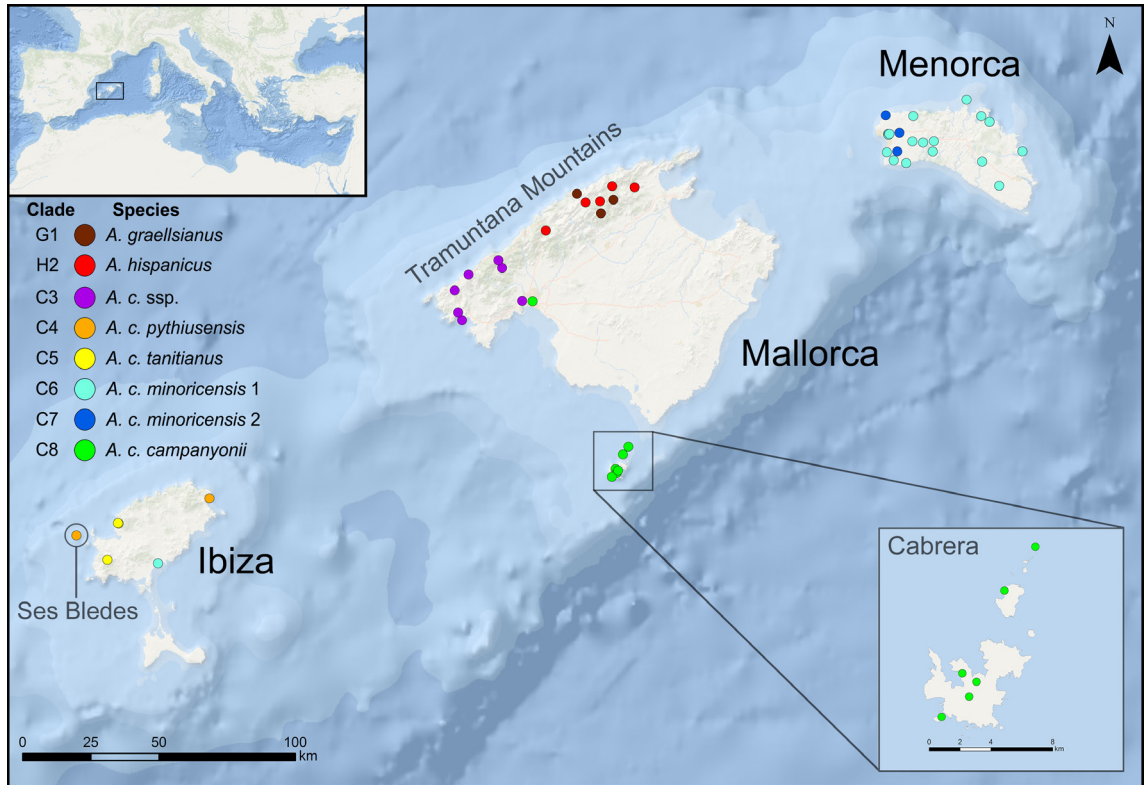 N
Menorca
Tramuntana Mountains
Clade Species
G1 A. graellsianus
H2 A. hispanicus
C3 A. c. ssp.
C4 A. c. pythiusensis
C5 A. c. tanitianus
C6 A. c. minoricensis 1
C7 A. c. minoricensis 2
C8 A. c. campanyonii
Mallorca
Ibiza
Ses Bledes
Cabrera
0 25 50 100
km
0 2 4 8
km